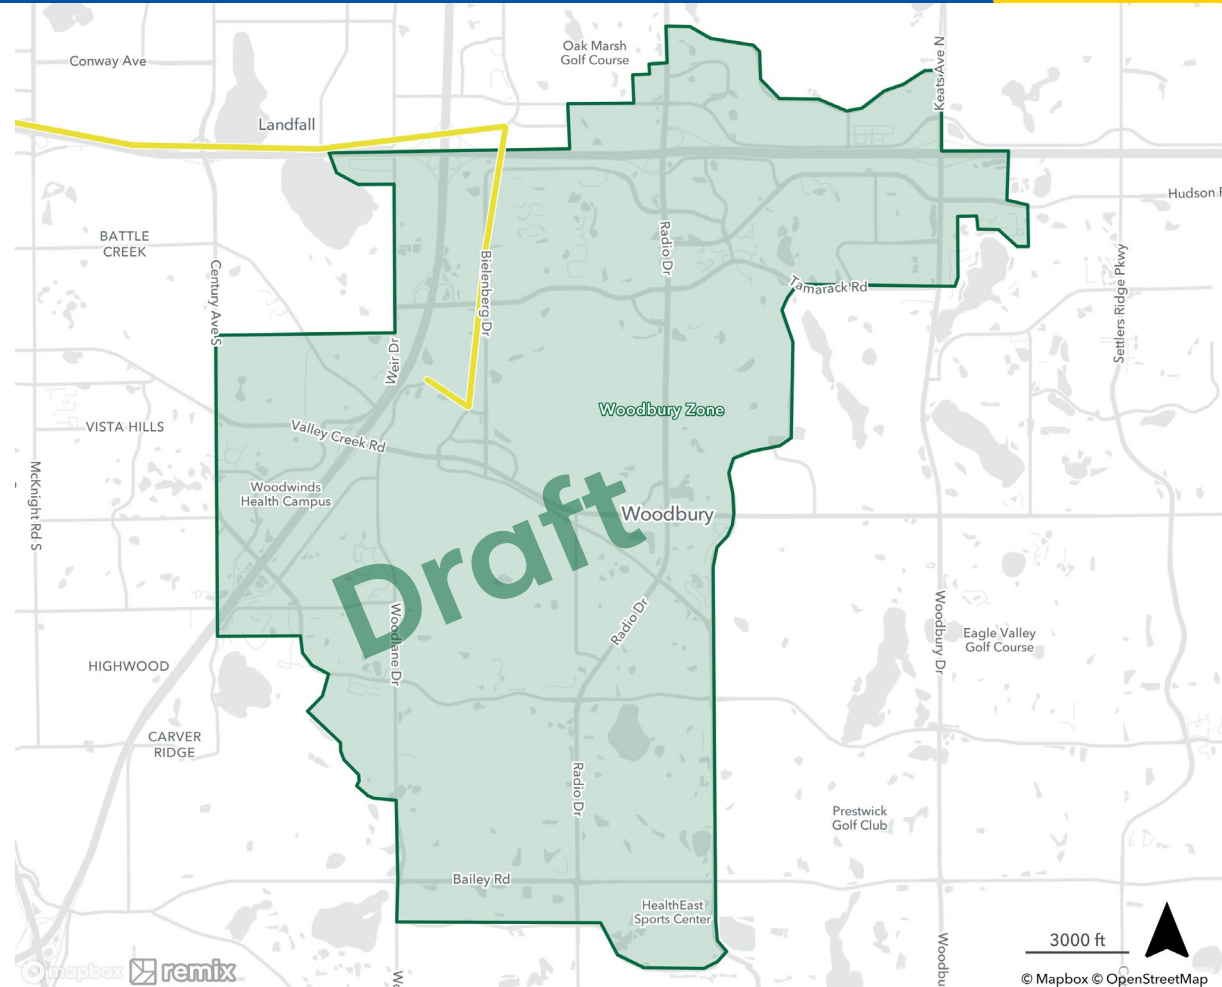 Oak Marsh
Golf Course
Conway Ave
Keats Ave N
Landfall
Hudson
BATTLE
CREEK
Century Ave S
Radio Dr
Bielenberg Dr
Tamarack Rd
Settlers Ridge Pkwy
Weir Dr
Woodbury Zone
VISTA HILLS
Valley Creek Rd
McKnight Rd S
Woodwinds
Health Campus
Woodbury
Draft
Radio Dr
Woodlane Dr
Woodbury Dr
Eagle Valley
Golf Course
HIGHWOOD
CARVER
RIDGE
Radio Dr
Prestwick
Golf Club
Bailey Rd
HealthEast
Sports Center
Woodbu
3000 ft
mapbox remix
© Mapbox © OpenStreetMap